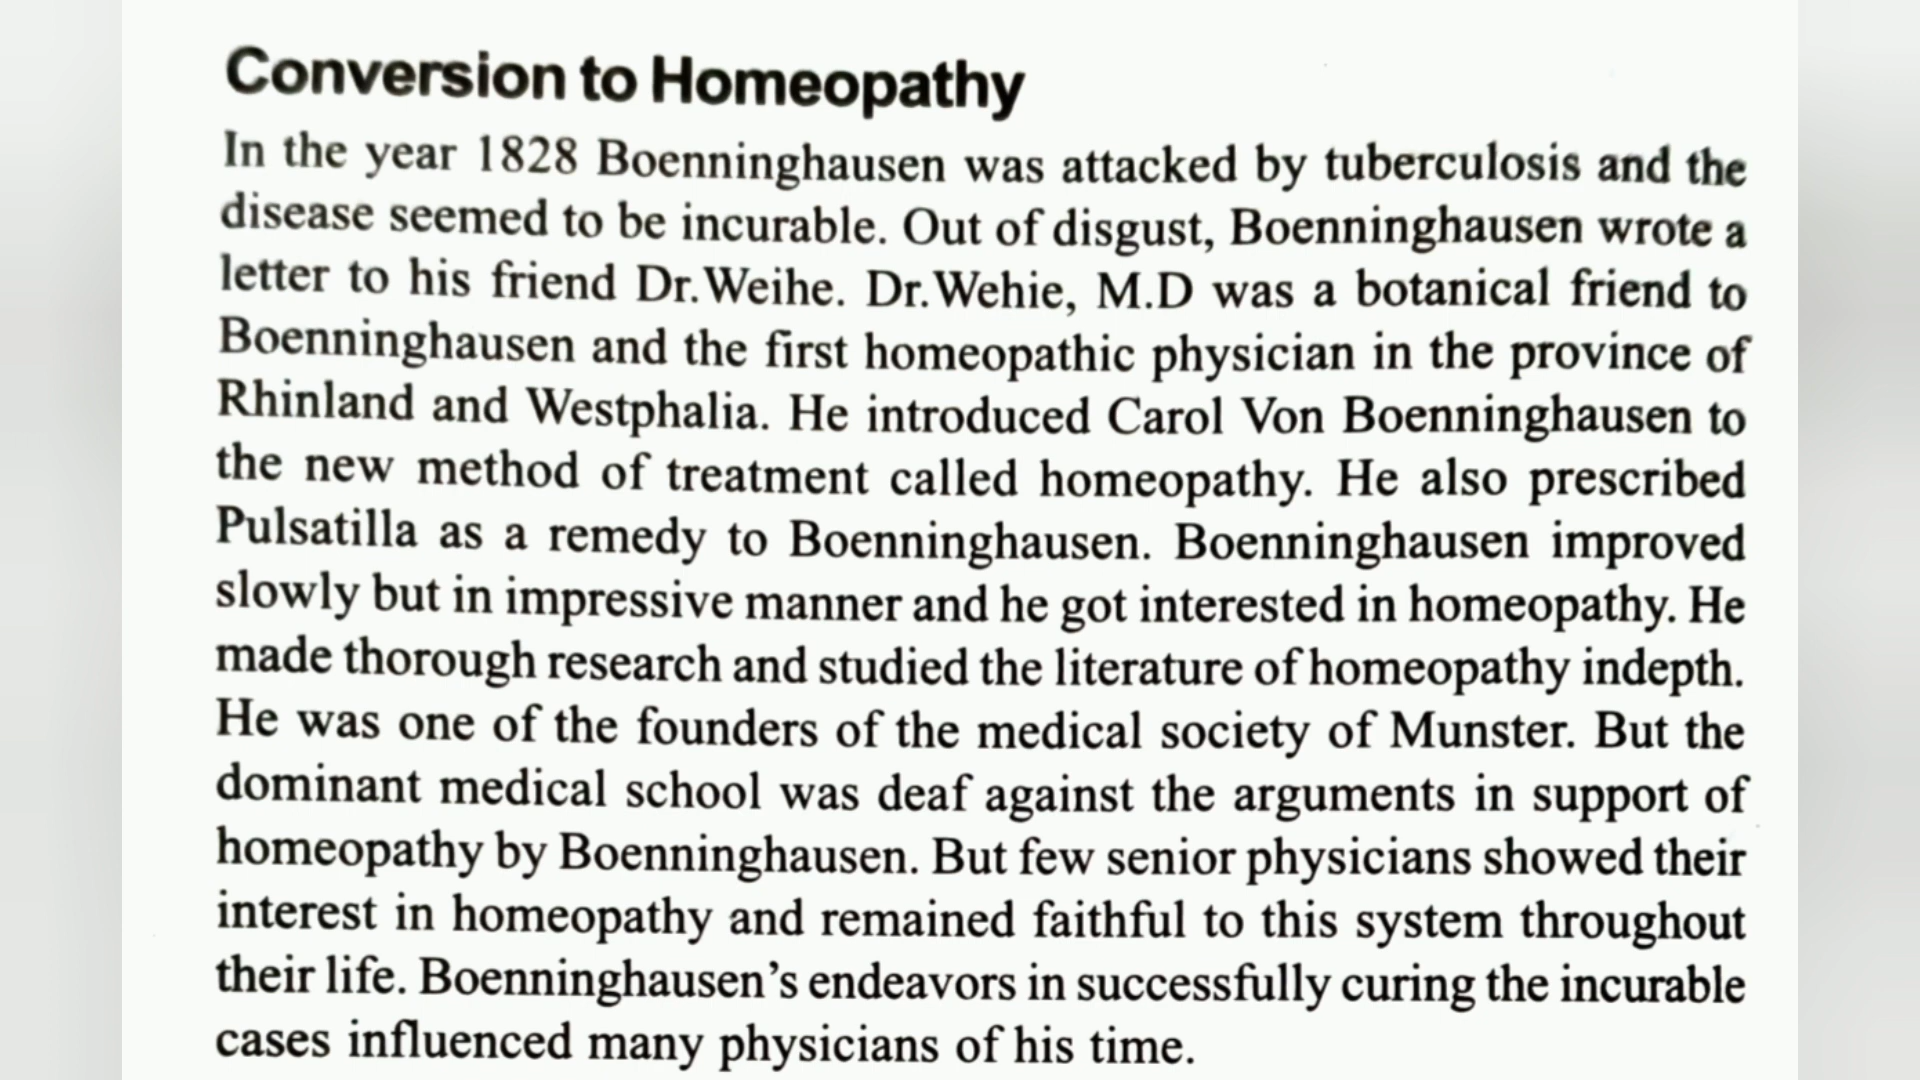 Conversion to Homeopathy
In the year 1828 Boenninghausen was attacked by tuberculosis and the
disease seemed to be incurable. Out of disgust, Boenninghausen wrote a
letter to his friend Dr.Weihe. Dr.Wehie, M.D was a botanical friend to
Boenninghausen and the first homeopathic physician in the province of
Rhinland and Westphalia. He introduced Carol Von Boenninghausen to
the new method of treatment called homeopathy. He also prescribed
Pulsatilla as a remedy to Boenninghausen. Boenninghausen improved
slowly but in impressive manner and he got interested in homeopathy. He
made thorough research and studied the literature of homeopathy indepth.
He was one of the founders of the medical society of Munster. But the
dominant medical school was deaf against the arguments in support of
homeopathy by Boenninghausen. But few senior physicians showed their
interest in homeopathy and remained faithful to this system throughout
their life. Boenninghausen’s endeavors in successfully curing the incurable
cases influenced many physicians of his time.